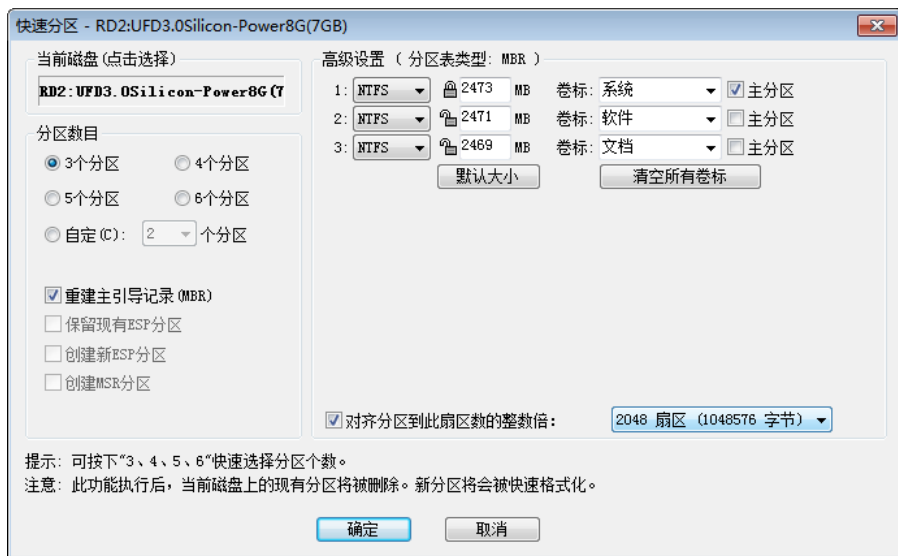 快速分区 - RD2:UFD3.0Silicon-Power8G(7GB)
当前磁盘(点击选择)
RD2:UFD3.0Silicon-Power8G(7
分区数目
3个分区 4个分区
5个分区 6个分区
自定(C): 2 个分区
重建主引导记录(MBR)
保留现有ESP分区
创建新ESP分区
创建MSR分区
高级设置 ( 分区表类型: MBR )
1: NTFS 2473 MB 卷标: 系统 主分区
2: NTFS 2471 MB 卷标: 软件 主分区
3: NTFS 2469 MB 卷标: 文档 主分区
默认大小 清空所有卷标
对齐分区到此扇区数的整数倍: 2048 扇区 (1048576 字节)
提示: 可按下“3、4、5、6”快速选择分区个数。
注意: 此功能执行后，当前磁盘上的现有分区将被删除。新分区将会被快速格式化。
确定 取消